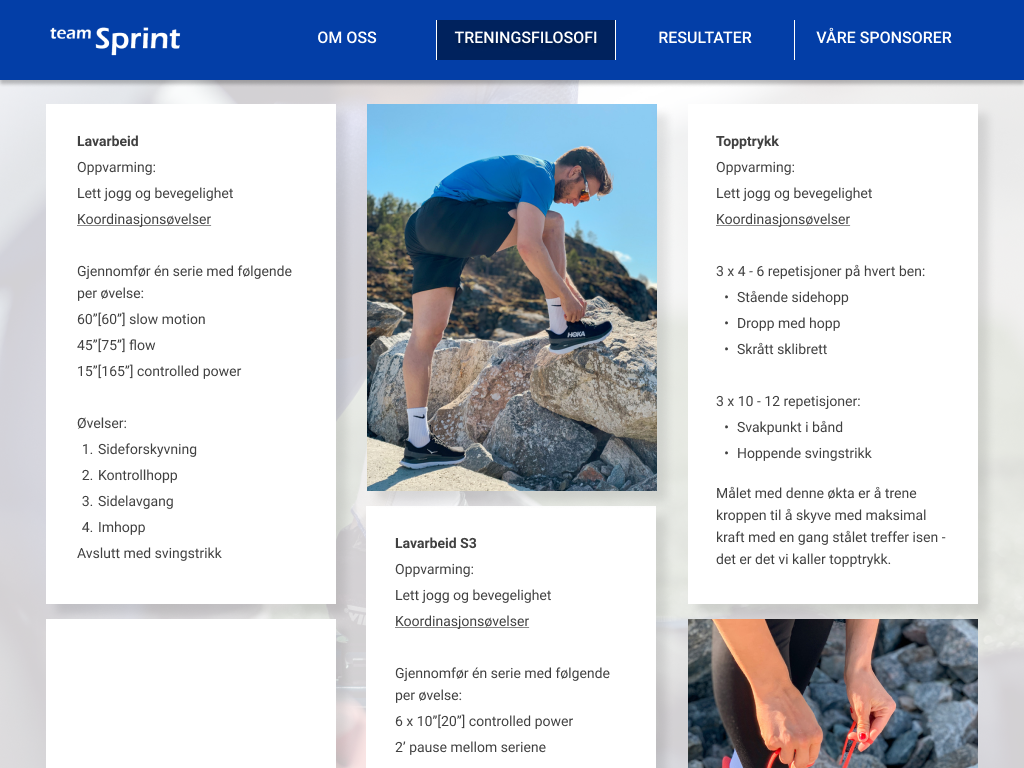 team Sprint
OM OSS
TRENINGSFILOSOFI
RESULTATER
VÅRE SPONSORER
Lavarbeid
Oppvarming:
Lett jogg og bevegelighet
Koordinasjonsøvelser
Gjennomfør én serie med følgende
per øvelse:
60”[60”] slow motion
45”[75”] flow
15”[165”] controlled power
Øvelser:
1. Sideforskyvning
2. Kontrollhopp
3. Sidelavgang
4. Imhopp
Avslutt med svingstrikk
HOKA
Lavarbeid S3
Oppvarming:
Lett jogg og bevegelighet
Koordinasjonsøvelser
Gjennomfør én serie med følgende
per øvelse:
6 x 10”[20”] controlled power
2’ pause mellom seriene
Topptrykk
Oppvarming:
Lett jogg og bevegelighet
Koordinasjonsøvelser
3 x 4 - 6 repetisjoner på hvert ben:
• Stående sidehopp
• Dropp med hopp
• Skrått sklibrett
3 x 10 - 12 repetisjoner:
• Svakpunkt i bånd
• Hoppende svingstrikk
Målet med denne økta er å trene
kroppen til å skyve med maksimal
kraft med en gang stålet treffer isen -
det er det vi kaller topptrykk.